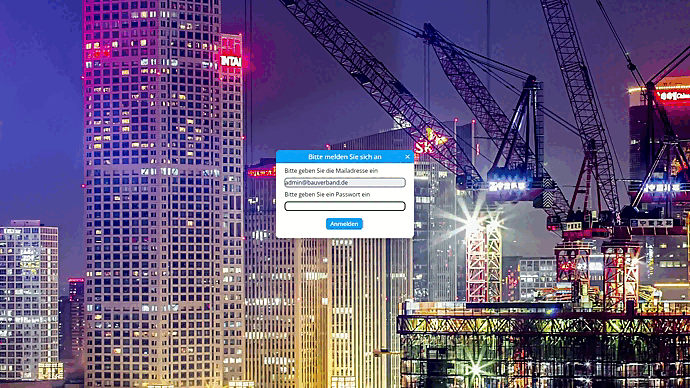 INTAI
SK
Bitte melden Sie sich an
Bitte geben Sie die Mailadresse ein
admin@bauverband.de
Bitte geben Sie ein Passwort ein
Anmelden